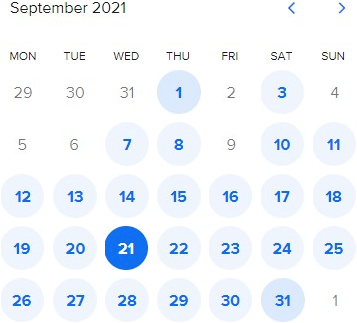 September 2021
MON TUE WED THU FRI SAT SUN
29 30 31 1 2 3 4
5 6 7 8 9 10 11
12 13 14 15 16 17 18
19 20 21 22 23 24 25
26 27 28 29 30 31 1